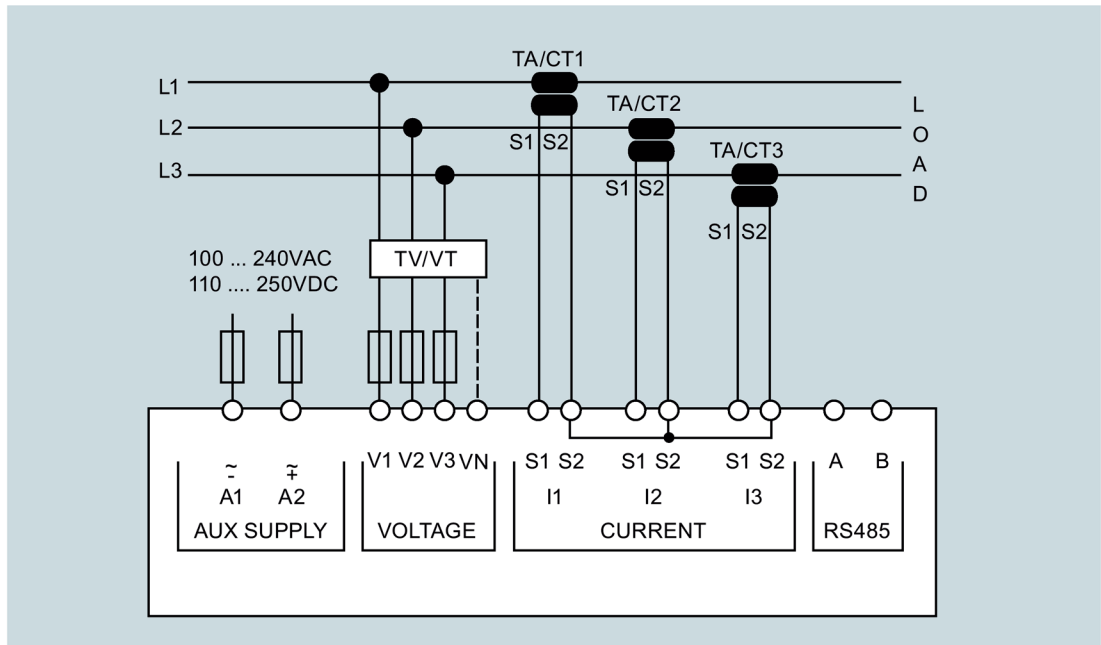 TA/CT1
L1
TA/CT2
L2
S1 S2
TA/CT3
L3
S1 S2
S1 S2
L
O
A
D
100 ... 240VAC
110 .... 250VDC
TV/VT
V1 V2 V3 VN
S1 S2
S1 S2
S1 S2
A B
~
-
A1
~
+
A2
I1
I2
I3
AUX SUPPLY
VOLTAGE
CURRENT
RS485